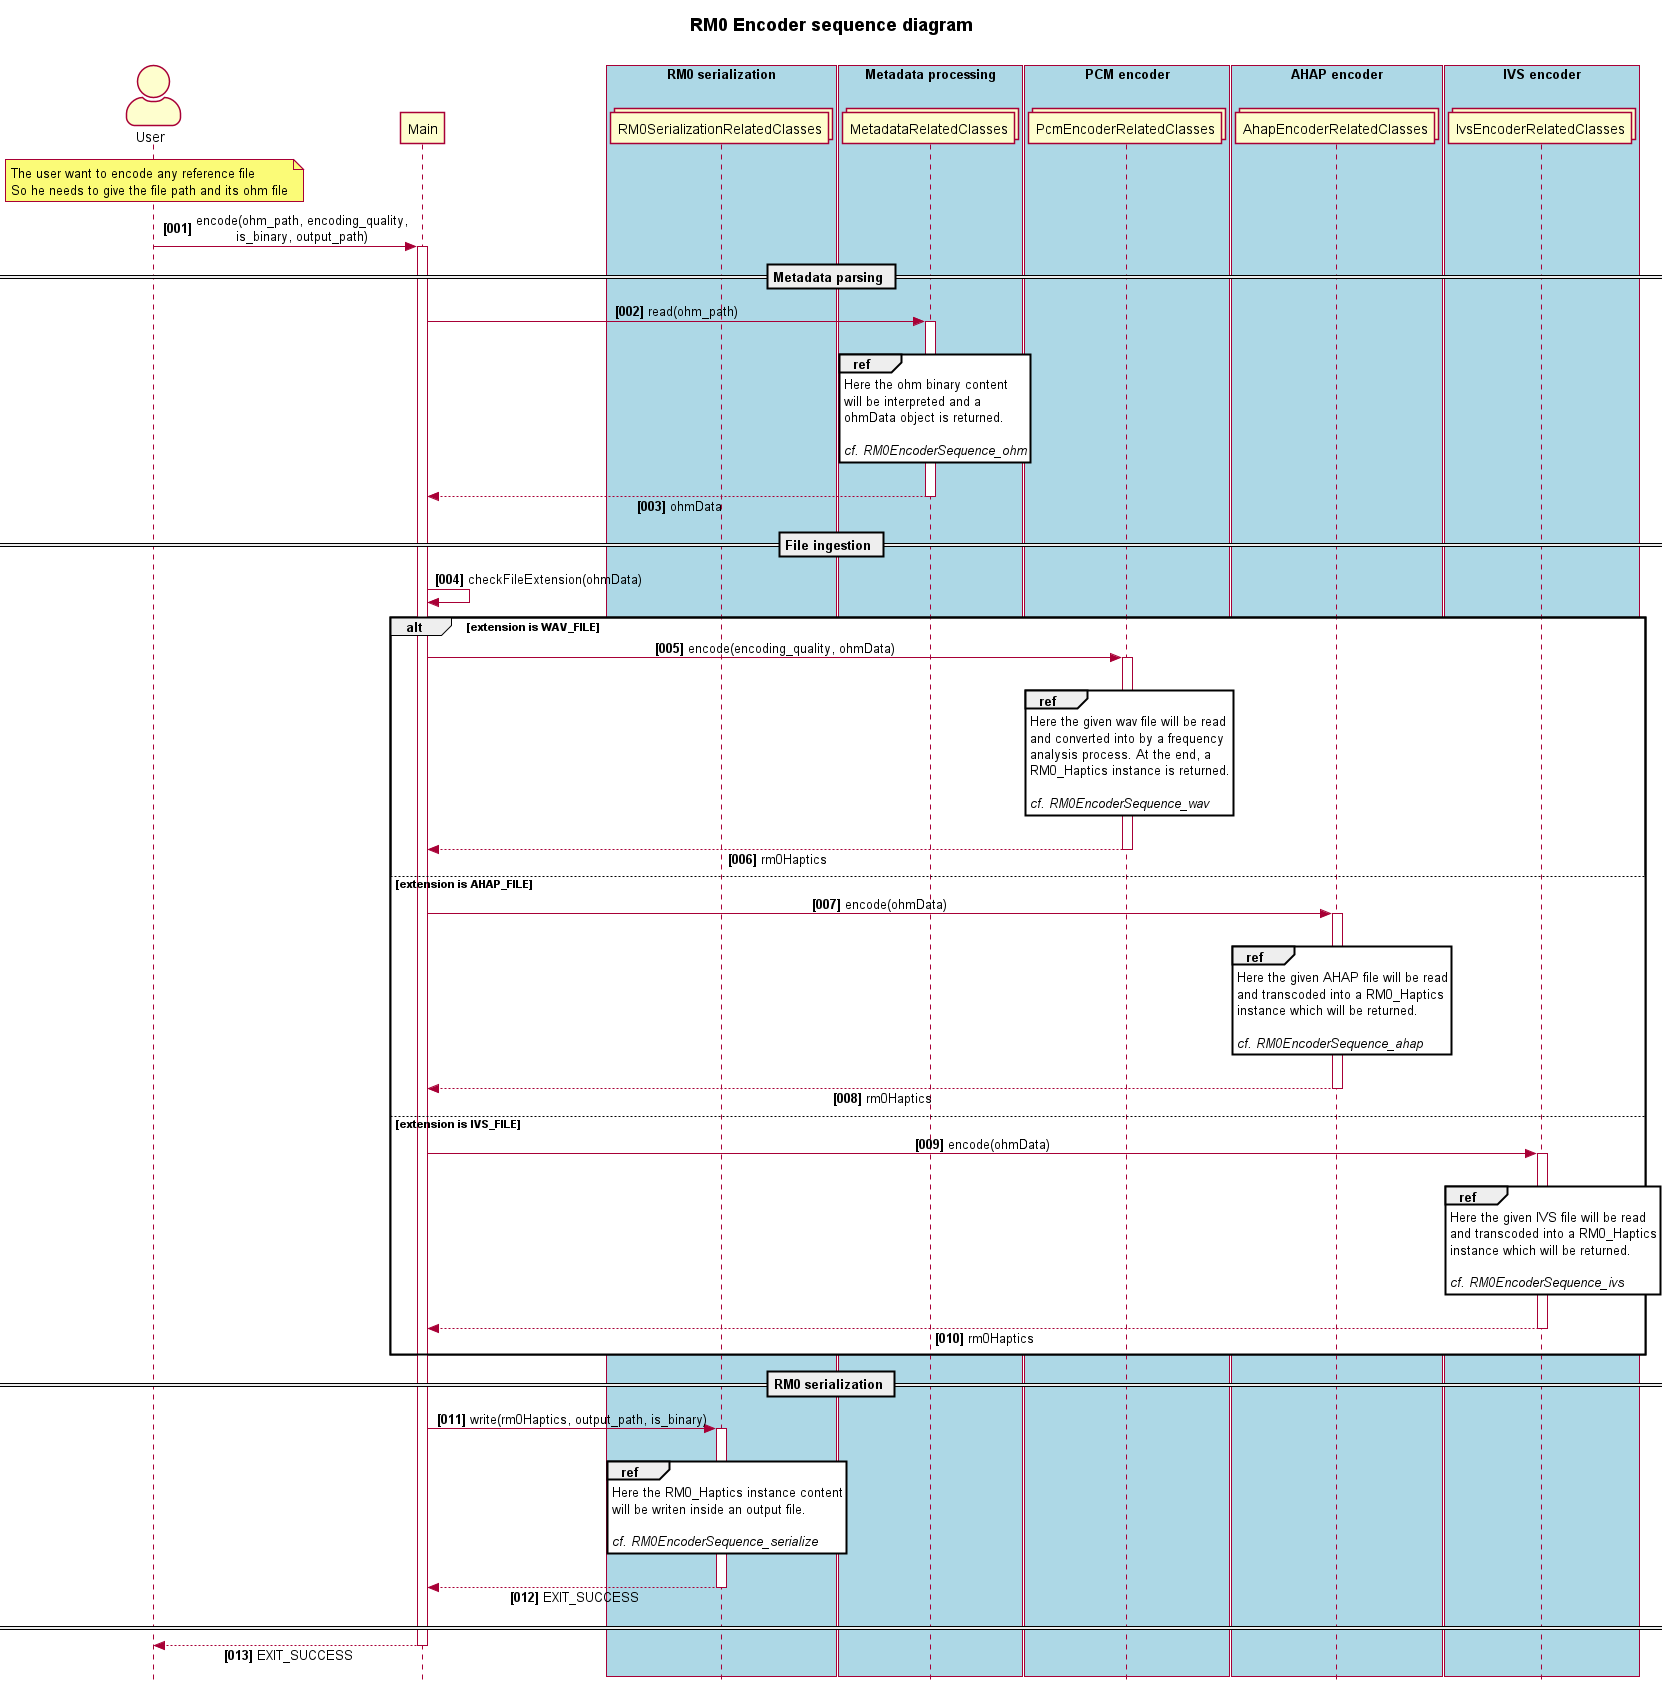 RM0 Encoder sequence diagram
RM0 serialization
Metadata processing
PCM encoder
AHAP encoder
IVS encoder
User
Main
RM0SerializationRelatedClasses
MetadataRelatedClasses
PcmEncoderRelatedClasses
AhapEncoderRelatedClasses
IvsEncoderRelatedClasses
The user want to encode any reference file
So he needs to give the file path and its ohm file
[001] encode(ohm_path, encoding_quality,
is_binary, output_path)
Metadata parsing
[002] read(ohm_path)
ref
Here the ohm binary content
will be interpreted and a
ohmData object is returned.
cf. RM0EncoderSequence_ohm
[003] ohmData
File ingestion
[004] checkFileExtension(ohmData)
alt [extension is WAV_FILE]
[005] encode(encoding_quality, ohmData)
ref
Here the given wav file will be read
and converted into by a frequency
analysis process. At the end, a
RM0_Haptics instance is returned.
cf. RM0EncoderSequence_wav
[006] rm0Haptics
[extension is AHAP_FILE]
[007] encode(ohmData)
ref
Here the given AHAP file will be read
and transcoded into a RM0_Haptics
instance which will be returned.
cf. RM0EncoderSequence_ahap
[008] rm0Haptics
[extension is IVS_FILE]
[009] encode(ohmData)
ref
Here the given IVS file will be read
and transcoded into a RM0_Haptics
instance which will be returned.
cf. RM0EncoderSequence_ivs
[010] rm0Haptics
RM0 serialization
[011] write(rm0Haptics, output_path, is_binary)
ref
Here the RM0_Haptics instance content
will be writen inside an output file.
cf. RM0EncoderSequence_serialize
[012] EXIT_SUCCESS
[013] EXIT_SUCCESS